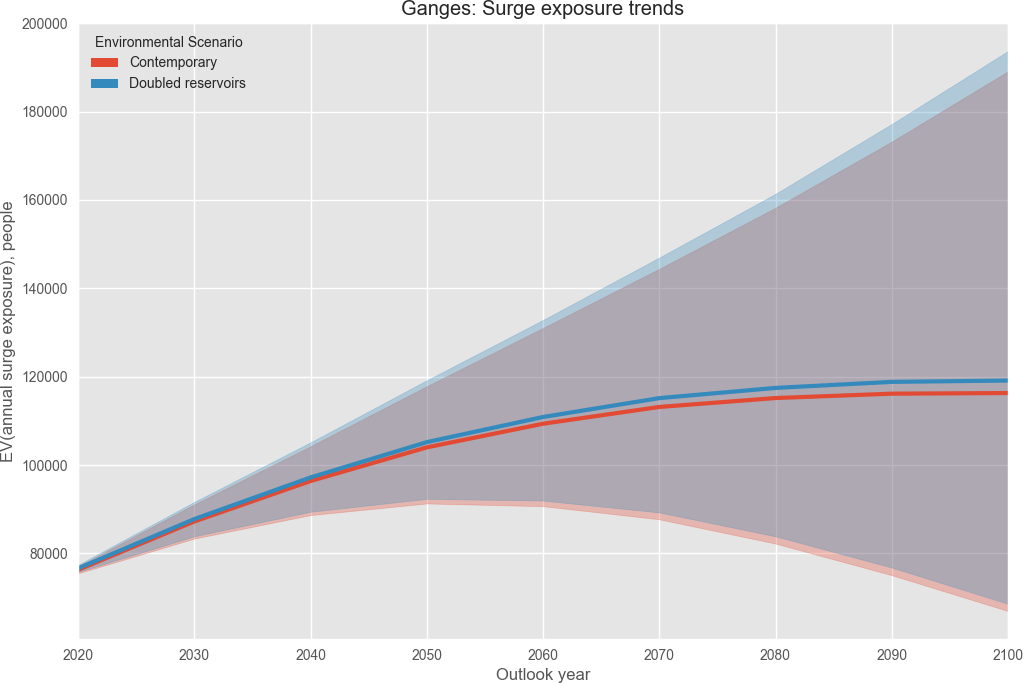 Ganges: Surge exposure trends
Environmental Scenario
Contemporary
Doubled reservoirs
EV(annual surge exposure), people
200000
180000
160000
140000
120000
100000
80000
2020 2030 2040 2050 2060 2070 2080 2090 2100
Outlook year